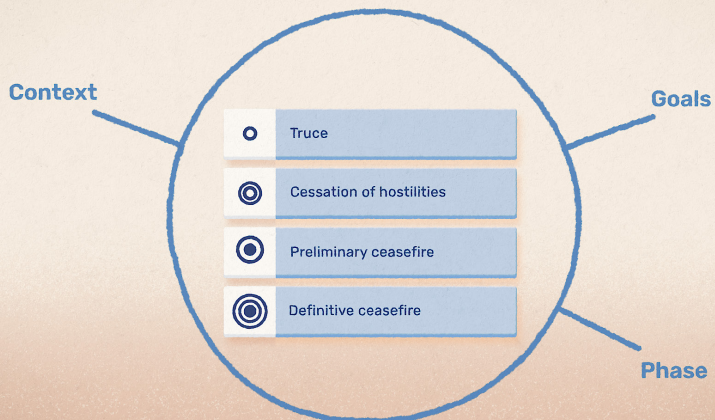 Context
Goals
Truce
Cessation of hostilities
Preliminary ceasefire
Definitive ceasefire
Phase